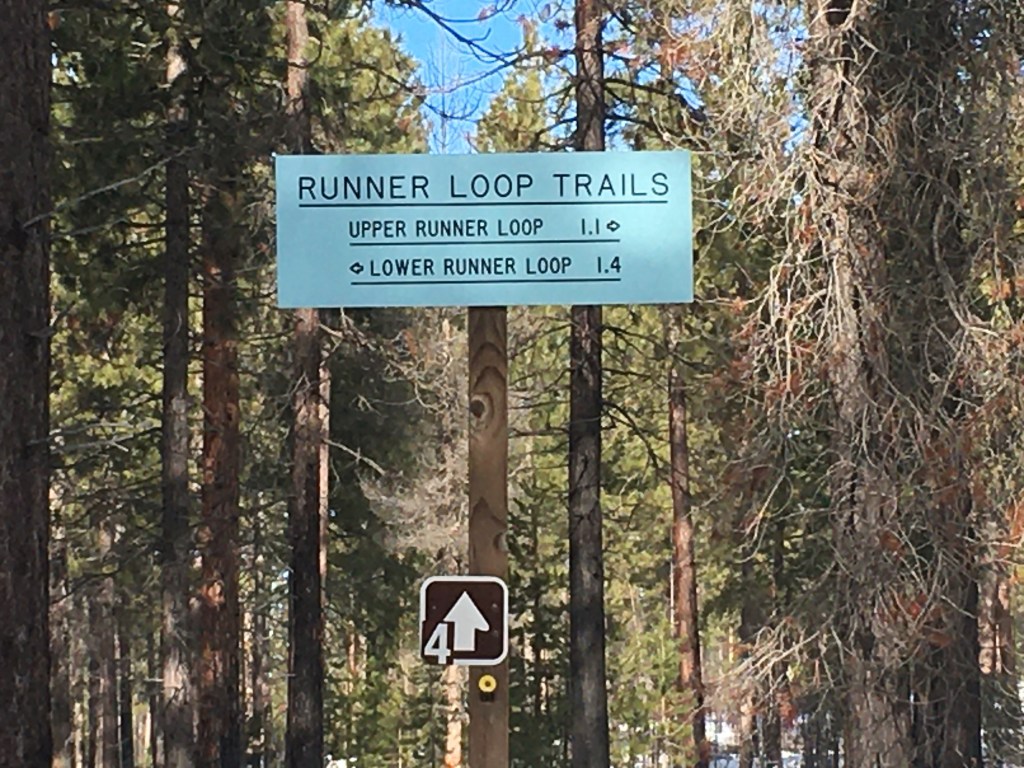 RUNNER LOOP TRAILS
UPPER RUNNER LOOP 1.1 ⇨
⇦ LOWER RUNNER LOOP 1.4
4